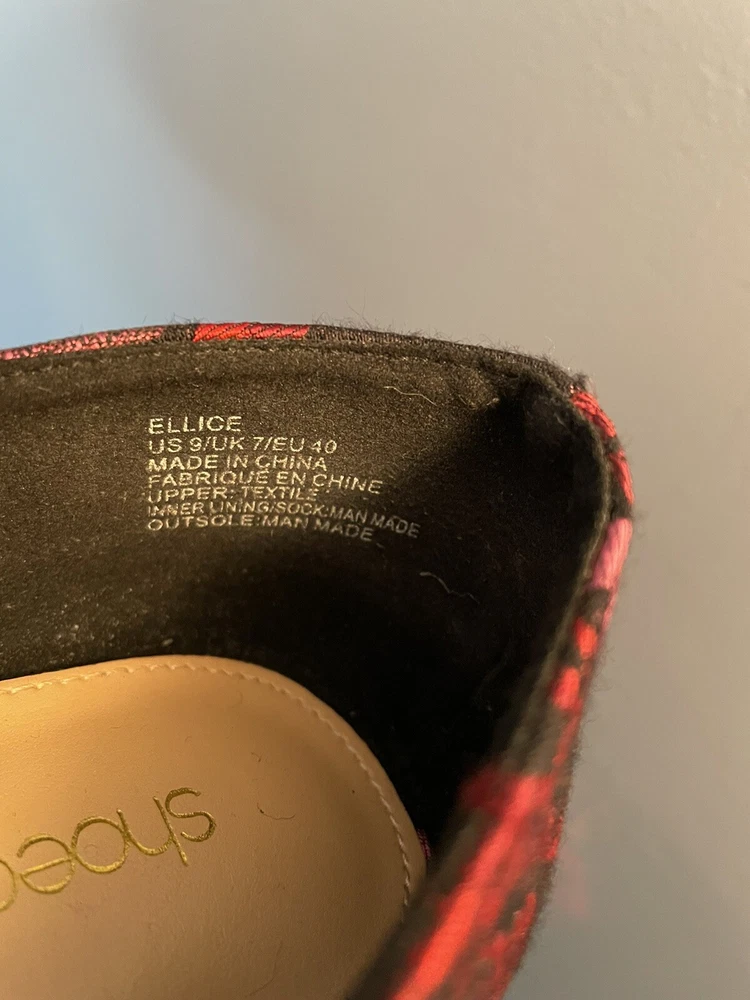 ELLICE
US 9/UK 7/EU 40
MADE IN CHINA
FABRIQUE EN CHINE
UPPER: TEXTILE
INNER LINING/SOCK:MAN MADE
OUTSOLE:MAN MADE
shoe